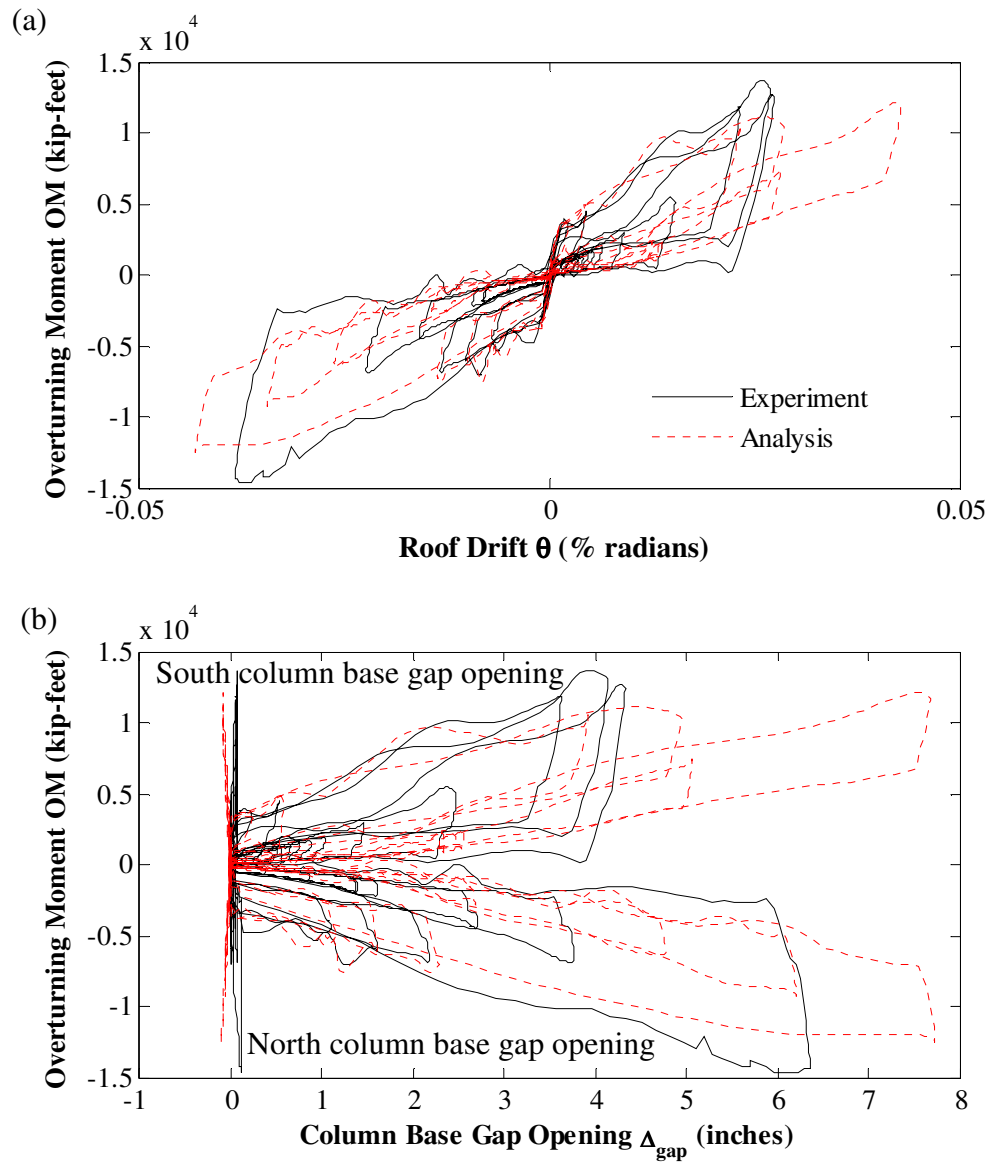 (a)
x 10^4
1.5
1
0.5
0
-0.5
-1
-1.5
Overturning Moment OM (kip-feet)
Experiment
Analysis
-0.05 0 0.05
Roof Drift θ (% radians)
(b)
x 10^4
1.5
1
0.5
0
-0.5
-1
-1.5
Overturning Moment OM (kip-feet)
South column base gap opening
North column base gap opening
-1 0 1 2 3 4 5 6 7 8
Column Base Gap Opening Δgap (inches)